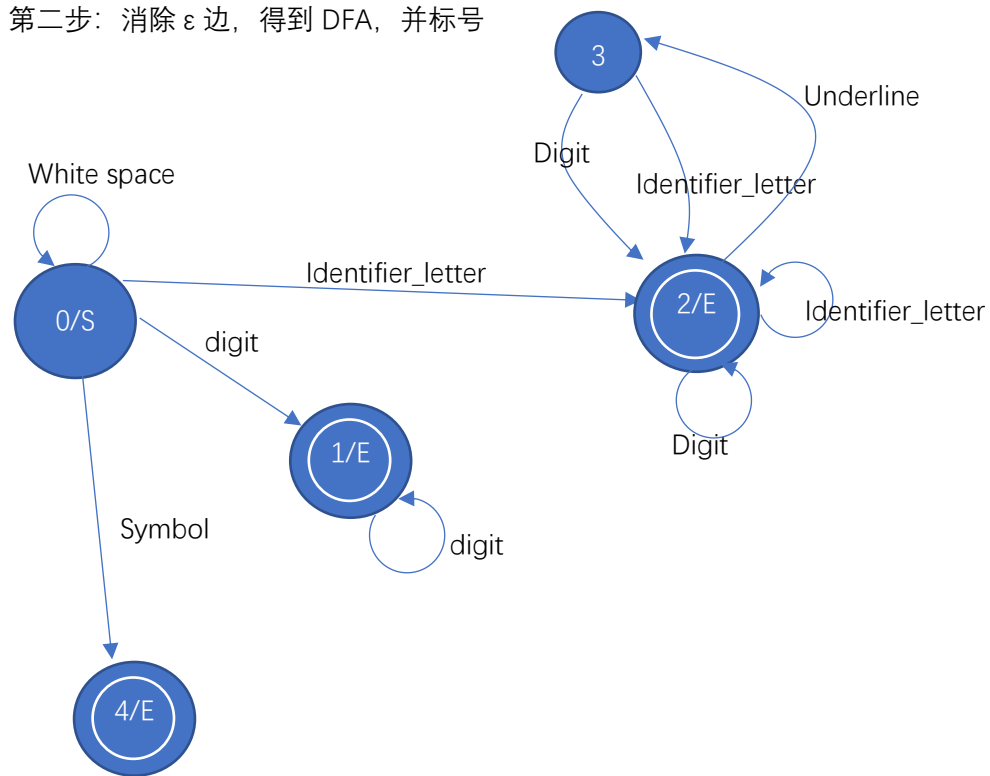 第二步：消除 ε 边，得到 DFA，并标号
3
Underline
Digit
White space
Identifier_letter
Identifier_letter
0/S
2/E
Identifier_letter
digit
Digit
1/E
Symbol
digit
4/E